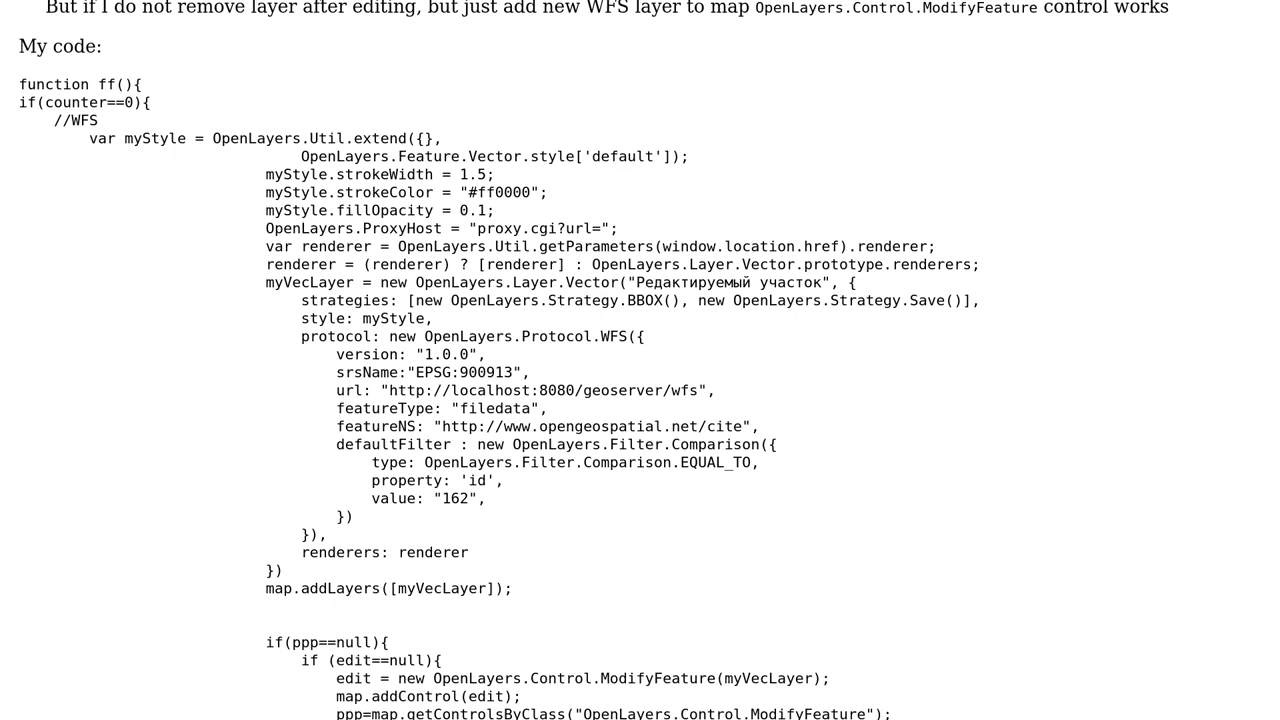 But if I do not remove layer after editing, but just add new WFS layer to map OpenLayers.Control.ModifyFeature control works
My code:
function ff(){
if(counter==0){
    //WFS
        var myStyle = OpenLayers.Util.extend({},
                                OpenLayers.Feature.Vector.style['default']);
                            myStyle.strokeWidth = 1.5;
                            myStyle.strokeColor = "#ff0000";
                            myStyle.fillOpacity = 0.1;
                            OpenLayers.ProxyHost = "proxy.cgi?url=";
                            var renderer = OpenLayers.Util.getParameters(window.location.href).renderer;
                            renderer = (renderer) ? [renderer] : OpenLayers.Layer.Vector.prototype.renderers;
                            myVecLayer = new OpenLayers.Layer.Vector("Редактируемый участок", {
                                strategies: [new OpenLayers.Strategy.BBOX(), new OpenLayers.Strategy.Save()],
                                style: myStyle,
                                protocol: new OpenLayers.Protocol.WFS({
                                    version: "1.0.0",
                                    srsName:"EPSG:900913",
                                    url: "http://localhost:8080/geoserver/wfs",
                                    featureType: "filedata",
                                    featureNS: "http://www.opengeospatial.net/cite",
                                    defaultFilter : new OpenLayers.Filter.Comparison({
                                        type: OpenLayers.Filter.Comparison.EQUAL_TO,
                                        property: 'id',
                                        value: "162",
                                    })
                                }),
                                renderers: renderer
                            })
                            map.addLayers([myVecLayer]);
                            if(ppp==null){
                                if (edit==null){
                                    edit = new OpenLayers.Control.ModifyFeature(myVecLayer);
                                    map.addControl(edit);
                                    ppp=map.getControlsByClass("OpenLayers.Control.ModifyFeature");